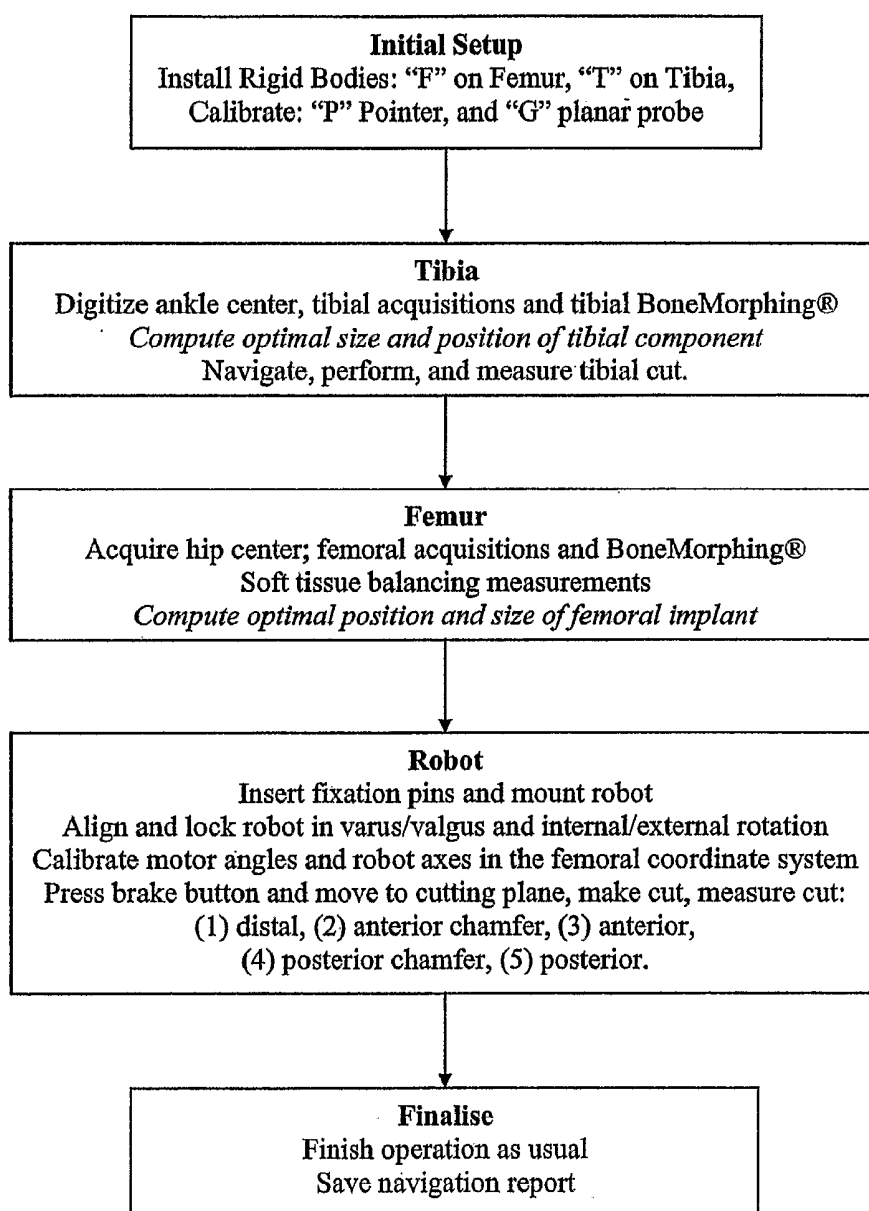 Initial Setup
Install Rigid Bodies: “F” on Femur, “T” on Tibia,
Calibrate: “P” Pointer, and “G” planar probe
Tibia
Digitize ankle center, tibial acquisitions and tibial BoneMorphing®
Compute optimal size and position of tibial component
Navigate, perform, and measure tibial cut.
Femur
Acquire hip center; femoral acquisitions and BoneMorphing®
Soft tissue balancing measurements
Compute optimal position and size of femoral implant
Robot
Insert fixation pins and mount robot
Align and lock robot in varus/valgus and internal/external rotation
Calibrate motor angles and robot axes in the femoral coordinate system
Press brake button and move to cutting plane, make cut, measure cut:
(1) distal, (2) anterior chamfer, (3) anterior,
(4) posterior chamfer, (5) posterior.
Finalise
Finish operation as usual
Save navigation report